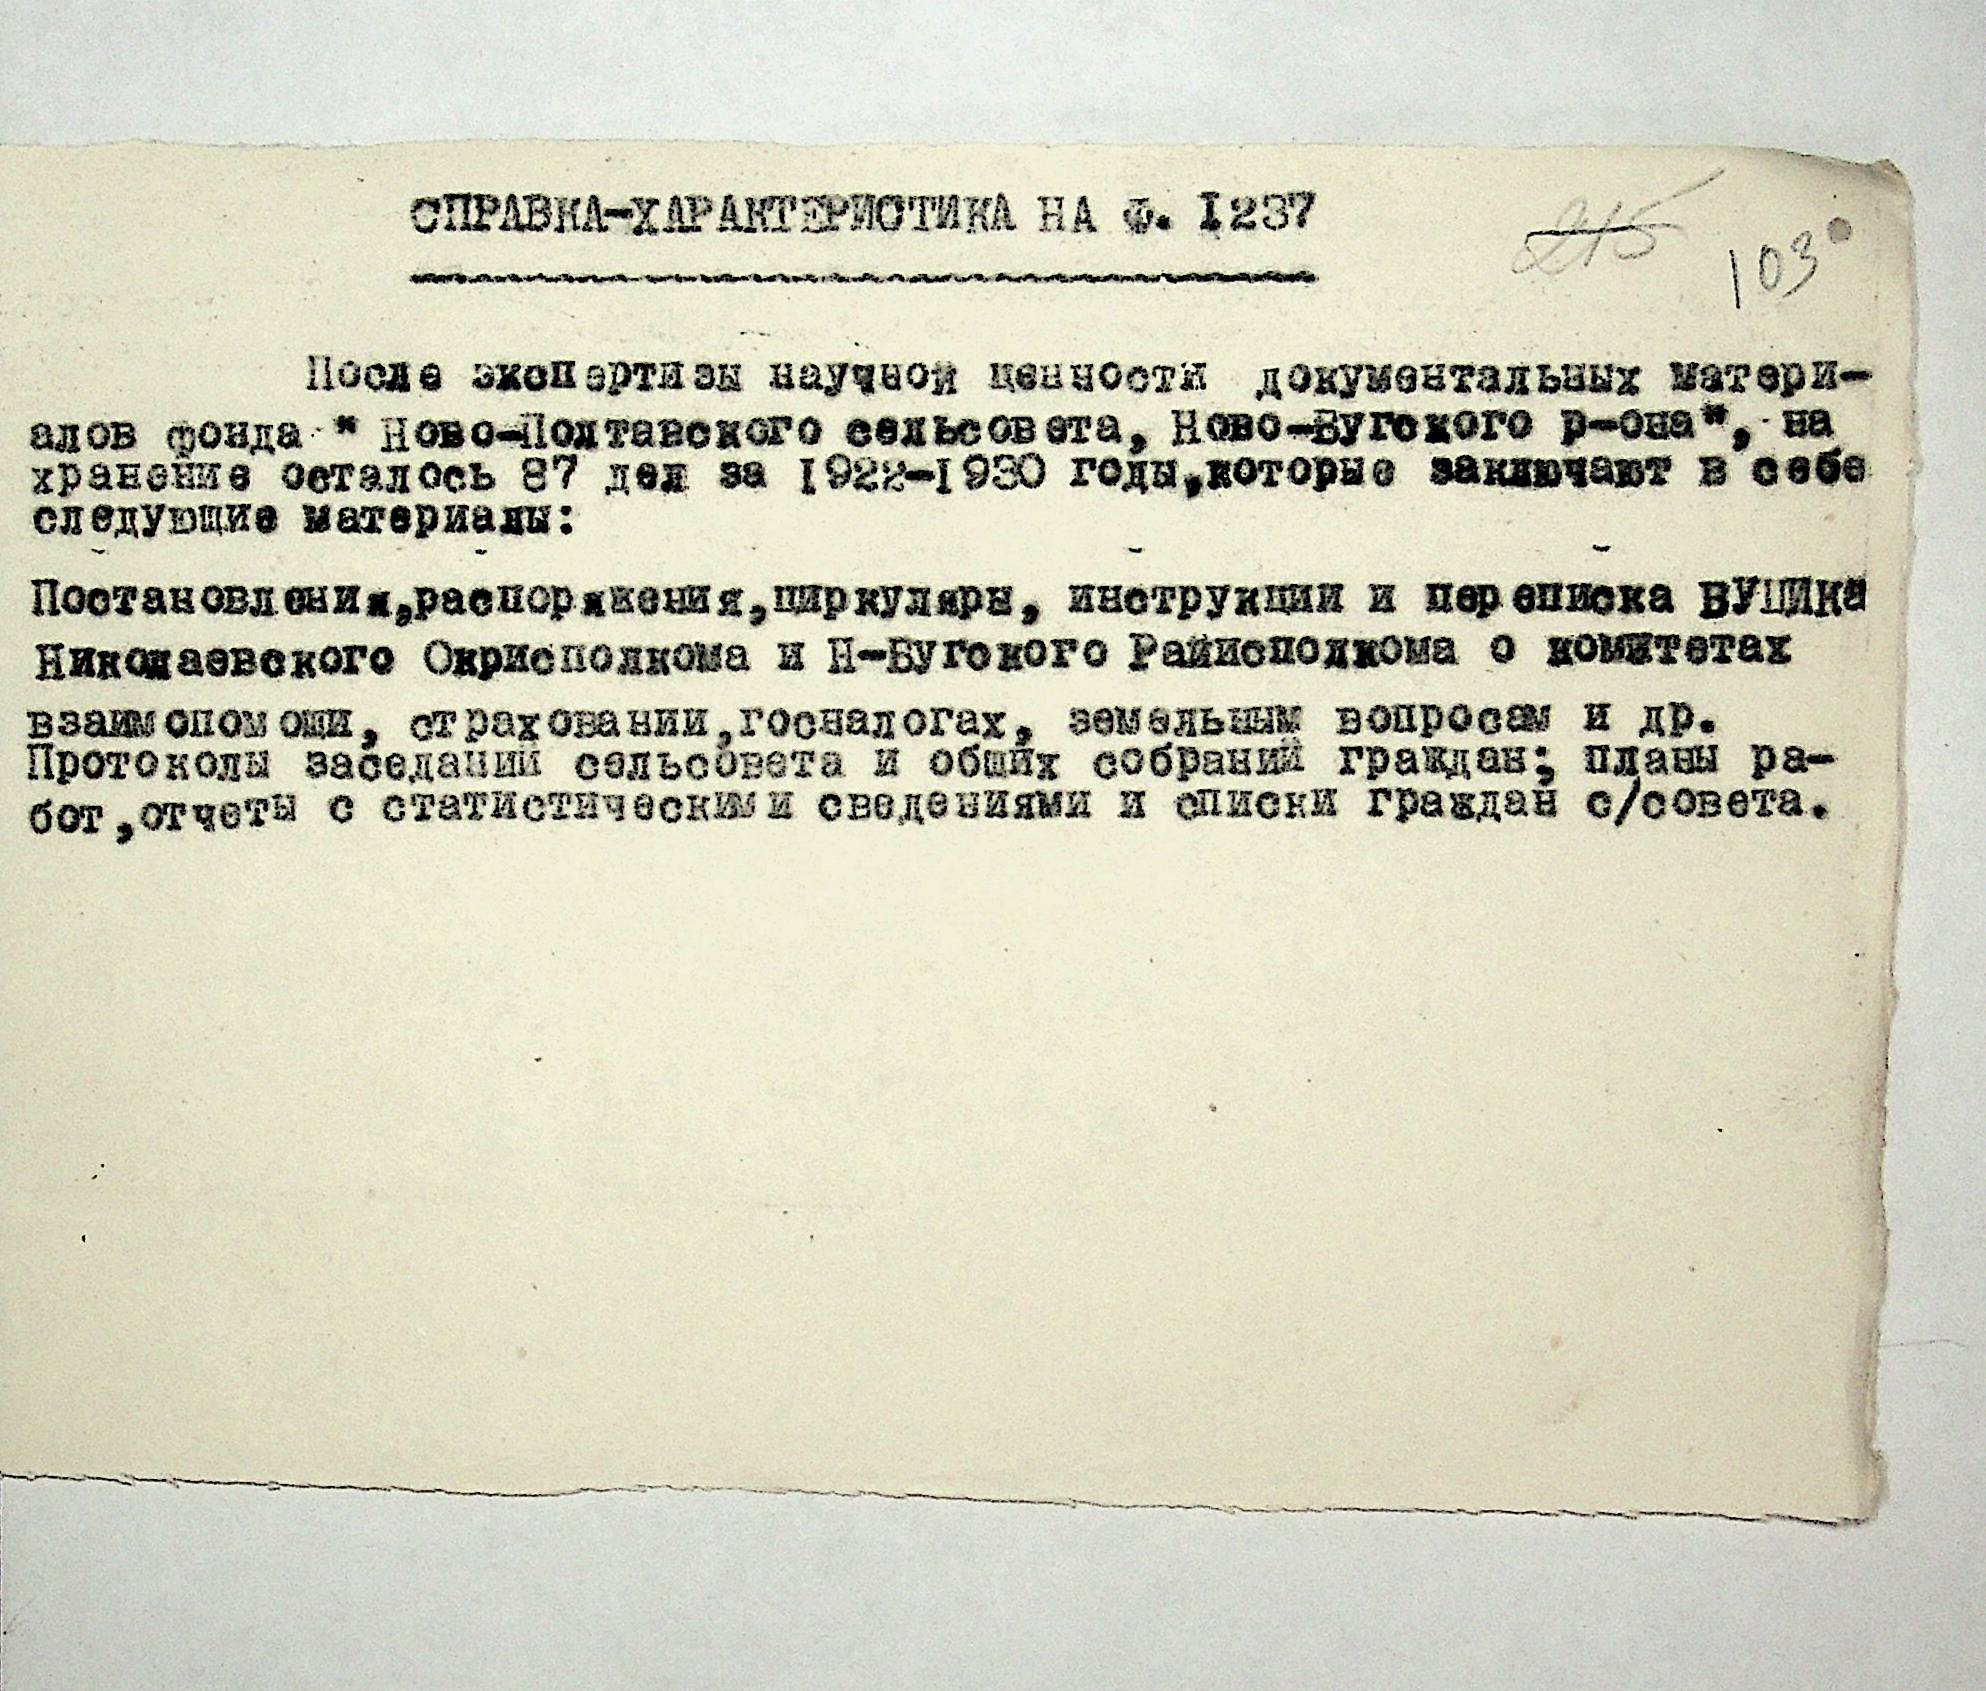 СПРАВКА-ХАРАКТЕРИСТИКА НА Ф. I237
215
103
После экспертизы научной ценности документальных матери-
алов фонда " Ново-Полтавского сельсовета, Ново-Бугского р-она", на
хранение осталось 87 дел за I922-I930 годы,которые заключают в себе
следующие материалы:
Постановления,распоряжения,циркуляры, инструкции и переписка ВУЦИКа
Николаевского Окрисполкома и Н-Бугского Райисполкома о комитетах
взаимопомощи, страховании,госналогах, земельным вопросам и др.
Протоколы заседаний сельсовета и общих собраний граждан; планы ра-
бот,отчеты с статистическими сведениями и списки граждан с/совета.